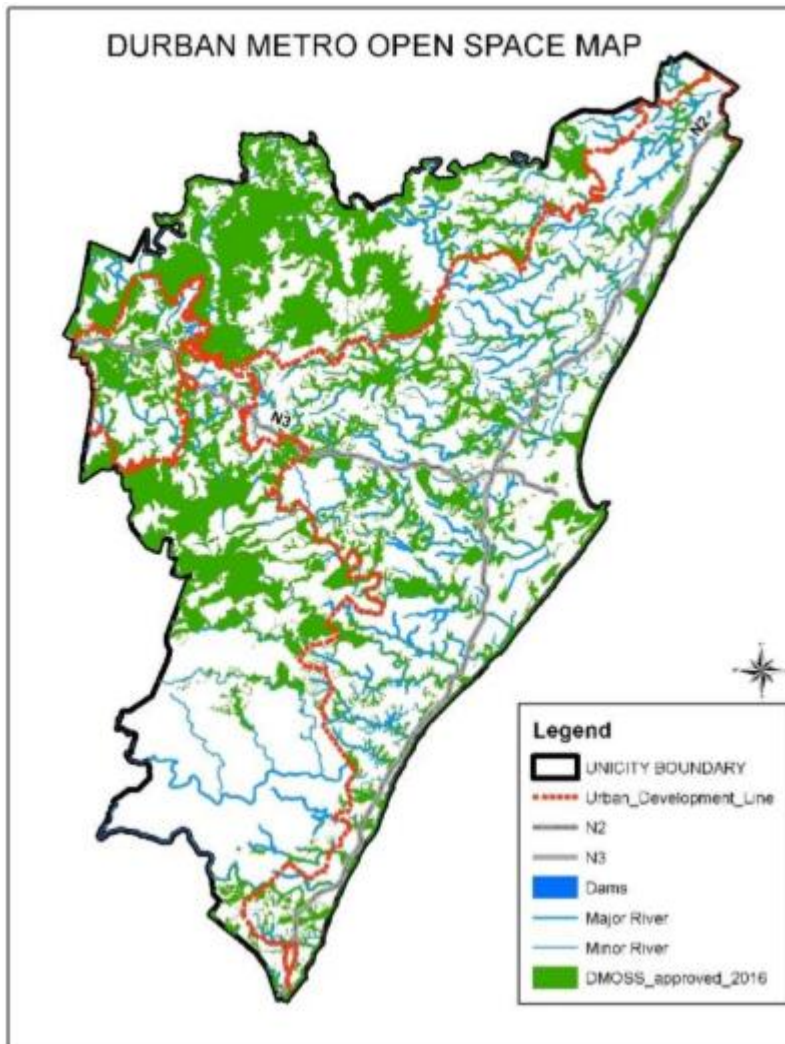 DURBAN METRO OPEN SPACE MAP
N2
N3
Legend
UNICITY BOUNDARY
Urban_Development_Line
N2
N3
Dams
Major River
Minor River
DMOSS_approved_2016